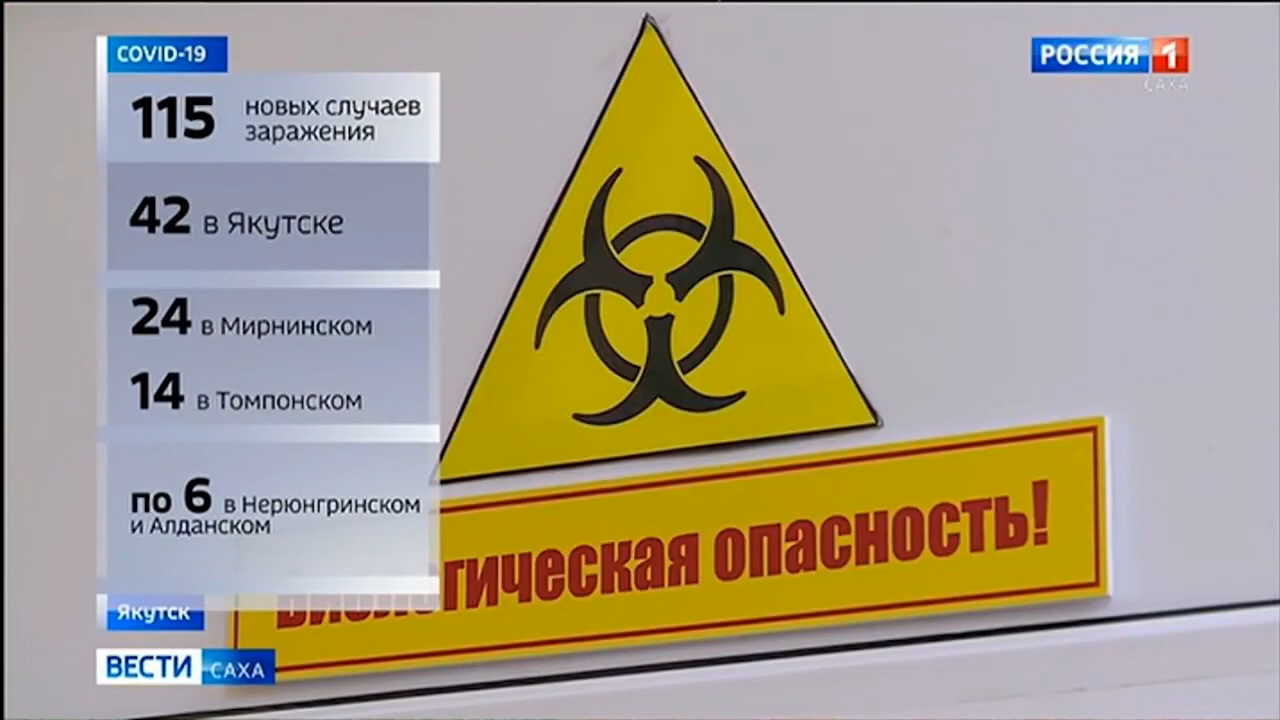 COVID-19
РОССИЯ 1
САХА
115 новых случаев
заражения
42 в Якутске
24 в Мирнинском
14 в Томпонском
по 6 в Нерюнгринском
и Алданском
Биологическая опасность!
Якутск
ВЕСТИ САХА